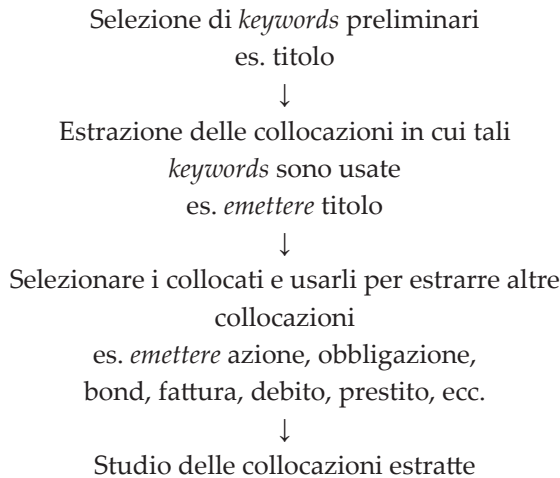 Selezione di keywords preliminari
es. titolo
↓
Estrazione delle collocazioni in cui tali
keywords sono usate
es. emettere titolo
↓
Selezionare i collocati e usarli per estrarre altre
collocazioni
es. emettere azione, obbligazione,
bond, fattura, debito, prestito, ecc.
↓
Studio delle collocazioni estratte